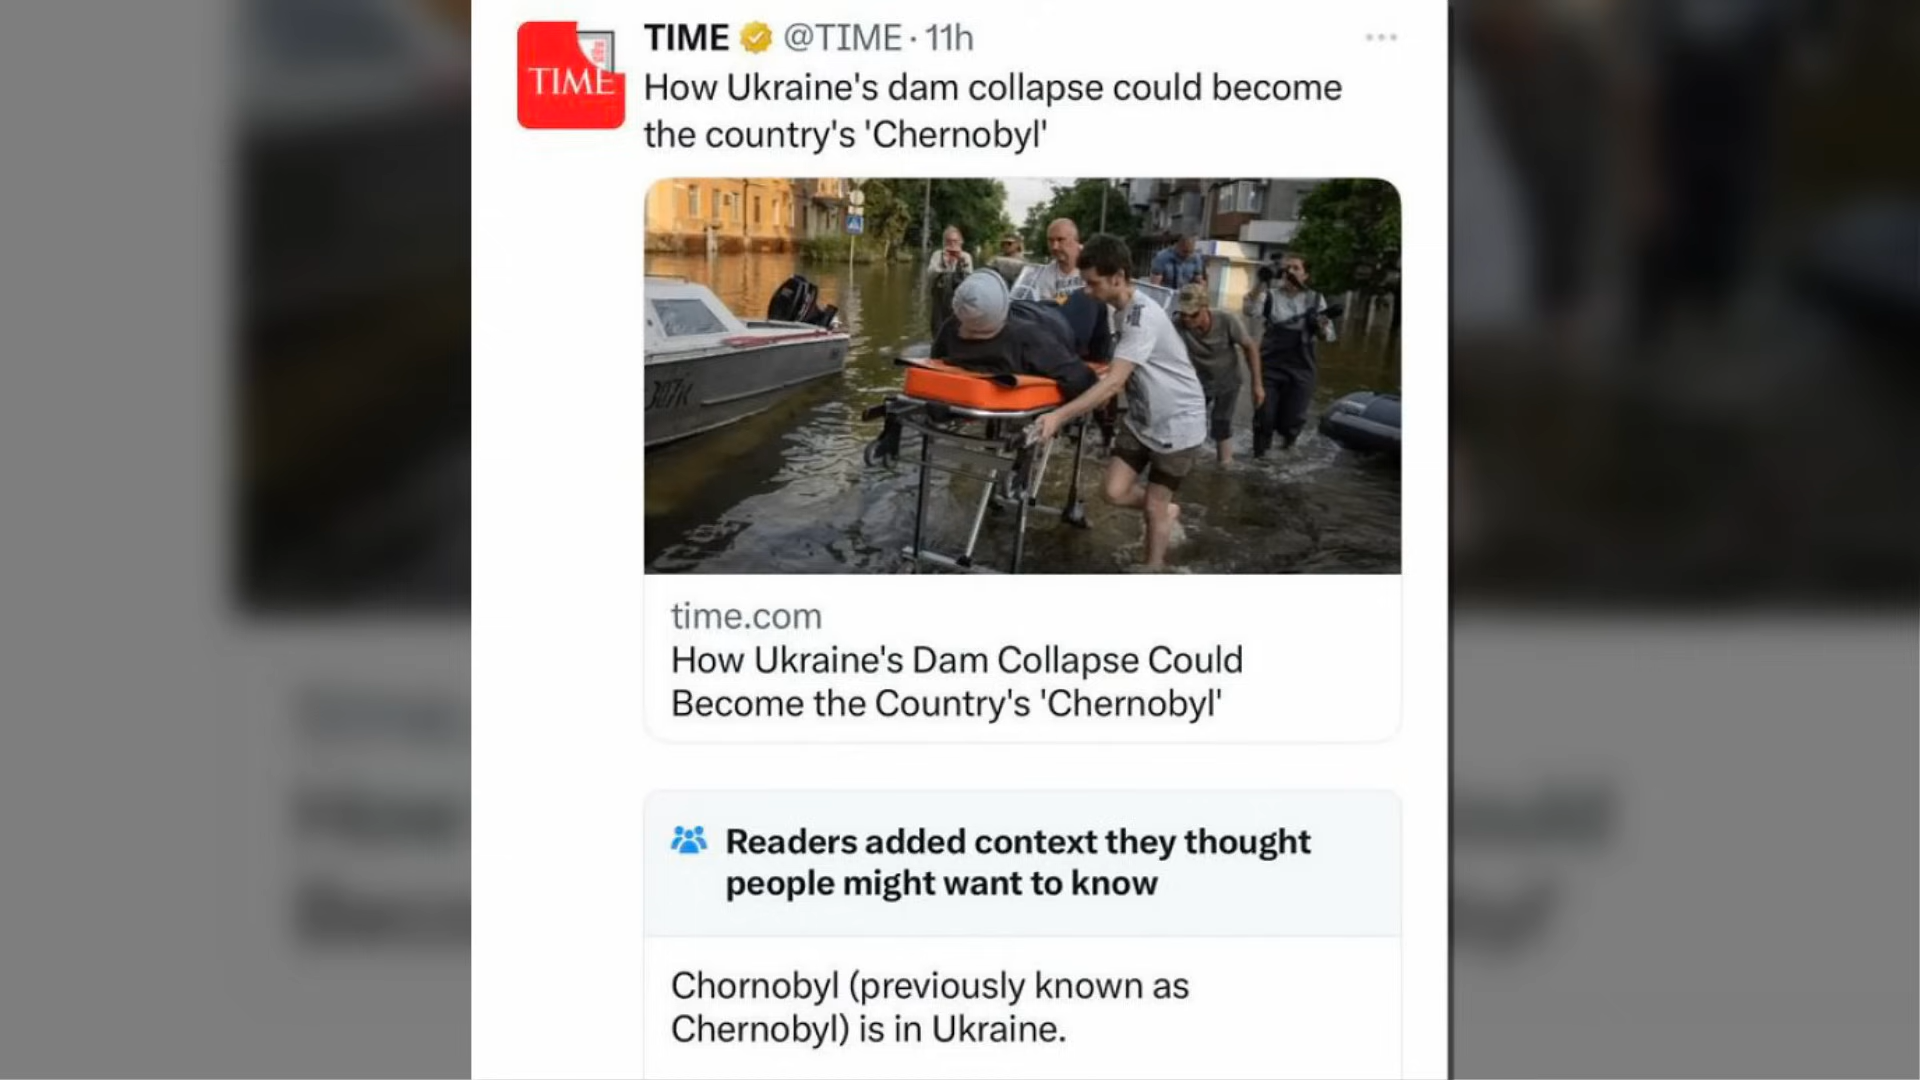 TIME
TIME @TIME · 11h
How Ukraine's dam collapse could become
the country's 'Chernobyl'
time.com
How Ukraine's Dam Collapse Could
Become the Country's 'Chernobyl'
Readers added context they thought
people might want to know
Chornobyl (previously known as
Chernobyl) is in Ukraine.